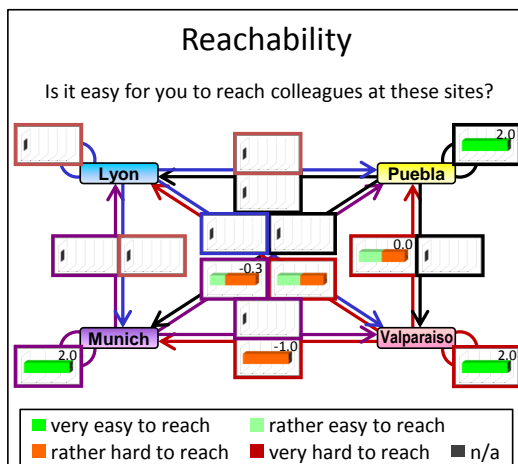 Reachability
Is it easy for you to reach colleagues at these sites?
2.0
Lyon
Puebla
0.0
-0.3
Munich
Valparaiso
2.0
-1.0
2.0
very easy to reach
rather easy to reach
rather hard to reach
very hard to reach
n/a